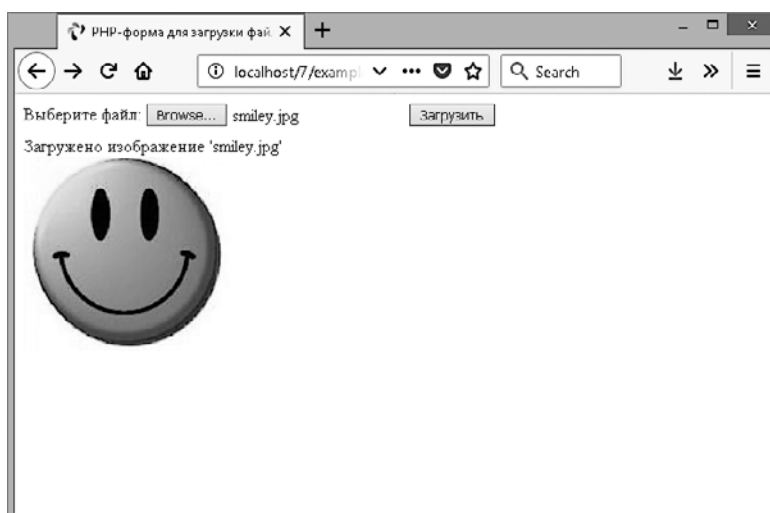 PHP-форма для загрузки фай.
localhost/7/exampl
Search
Выберите файл: Browse... smiley.jpg Загрузить
Загружено изображение 'smiley.jpg'